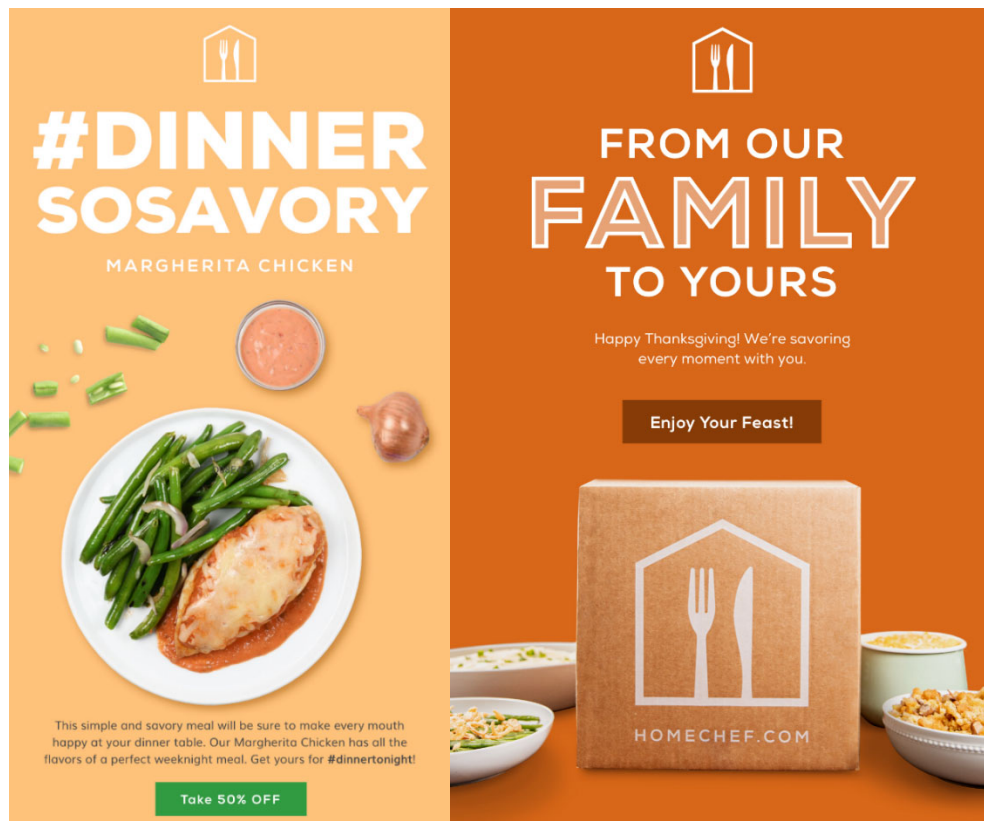 #DINNER
SOSAVORY
MARGHERITA CHICKEN
This simple and savory meal will be sure to make every mouth
happy at your dinner table. Our Margherita Chicken has all the
flavors of a perfect weeknight meal. Get yours for #dinnertonight!
Take 50% OFF
FROM OUR
FAMILY
TO YOURS
Happy Thanksgiving! We're savoring
every moment with you.
Enjoy Your Feast!
HOMECHEF.COM